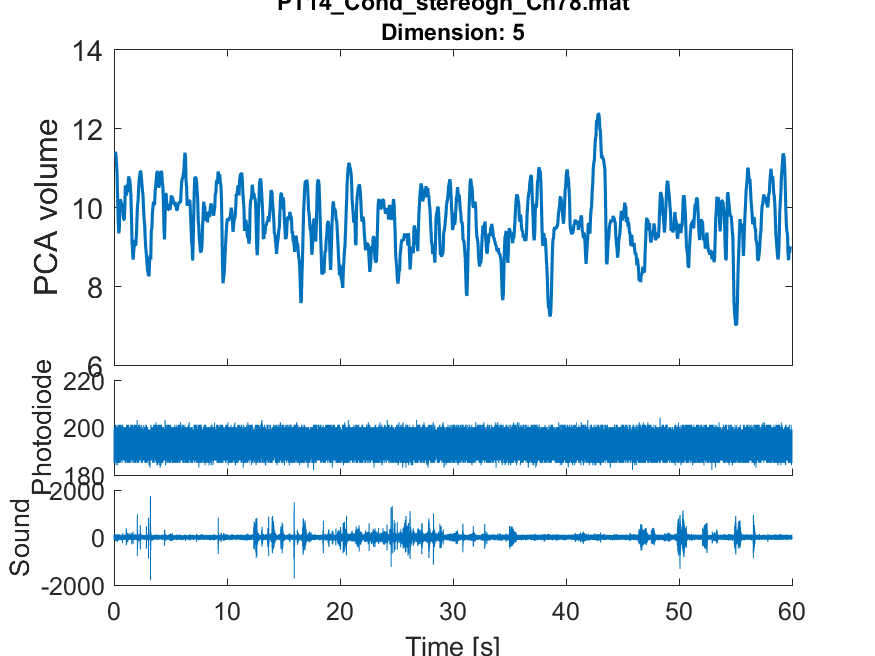 PT14_Cond_stereogn_Ch78.mat
Dimension: 5
14
12
10
8
6
PCA volume
220
200
180
Photodiode
2000
0
-2000
Sound
0 10 20 30 40 50 60
Time [s]